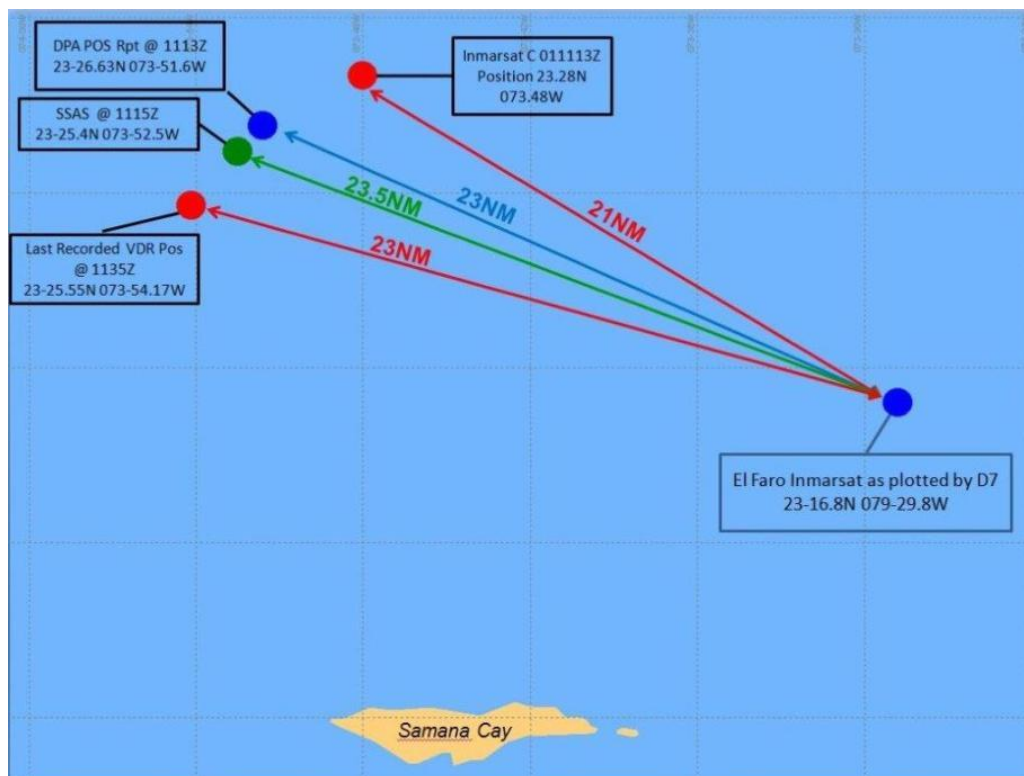 DPA POS Rpt @ 1113Z
23-26.63N 073-51.6W
Inmarsat C 011113Z
Position 23.28N
073.48W
SSAS @ 1115Z
23-25.4N 073-52.5W
Last Recorded VDR Pos
@ 1135Z
23-25.55N 073-54.17W
23.5NM
23NM
21NM
23NM
El Faro Inmarsat as plotted by D7
23-16.8N 079-29.8W
Samana Cay